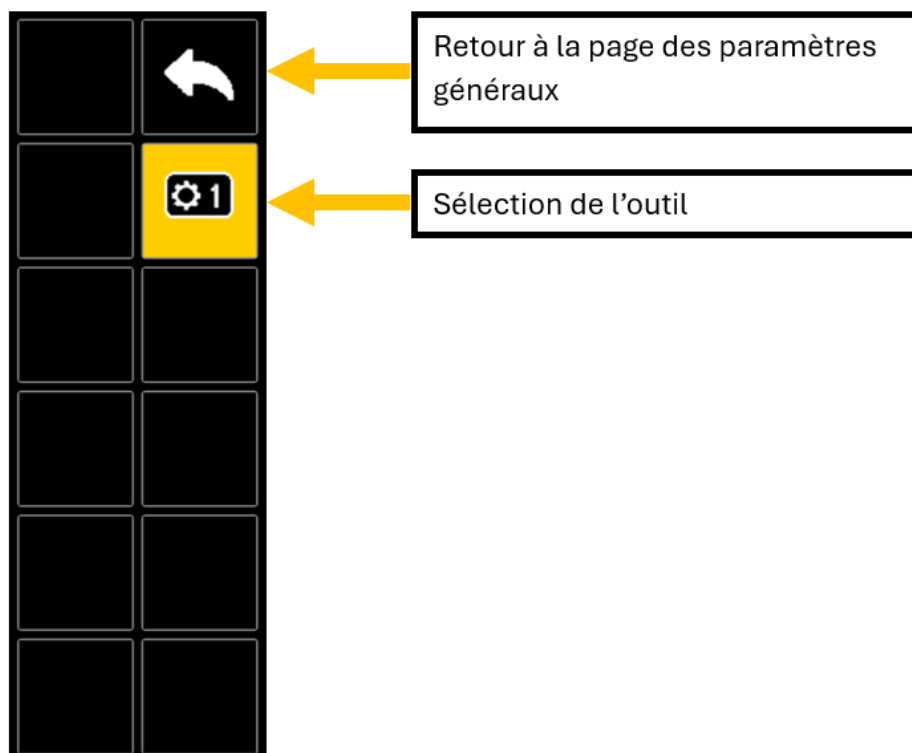 Retour à la page des paramètres
généraux
1
Sélection de l’outil